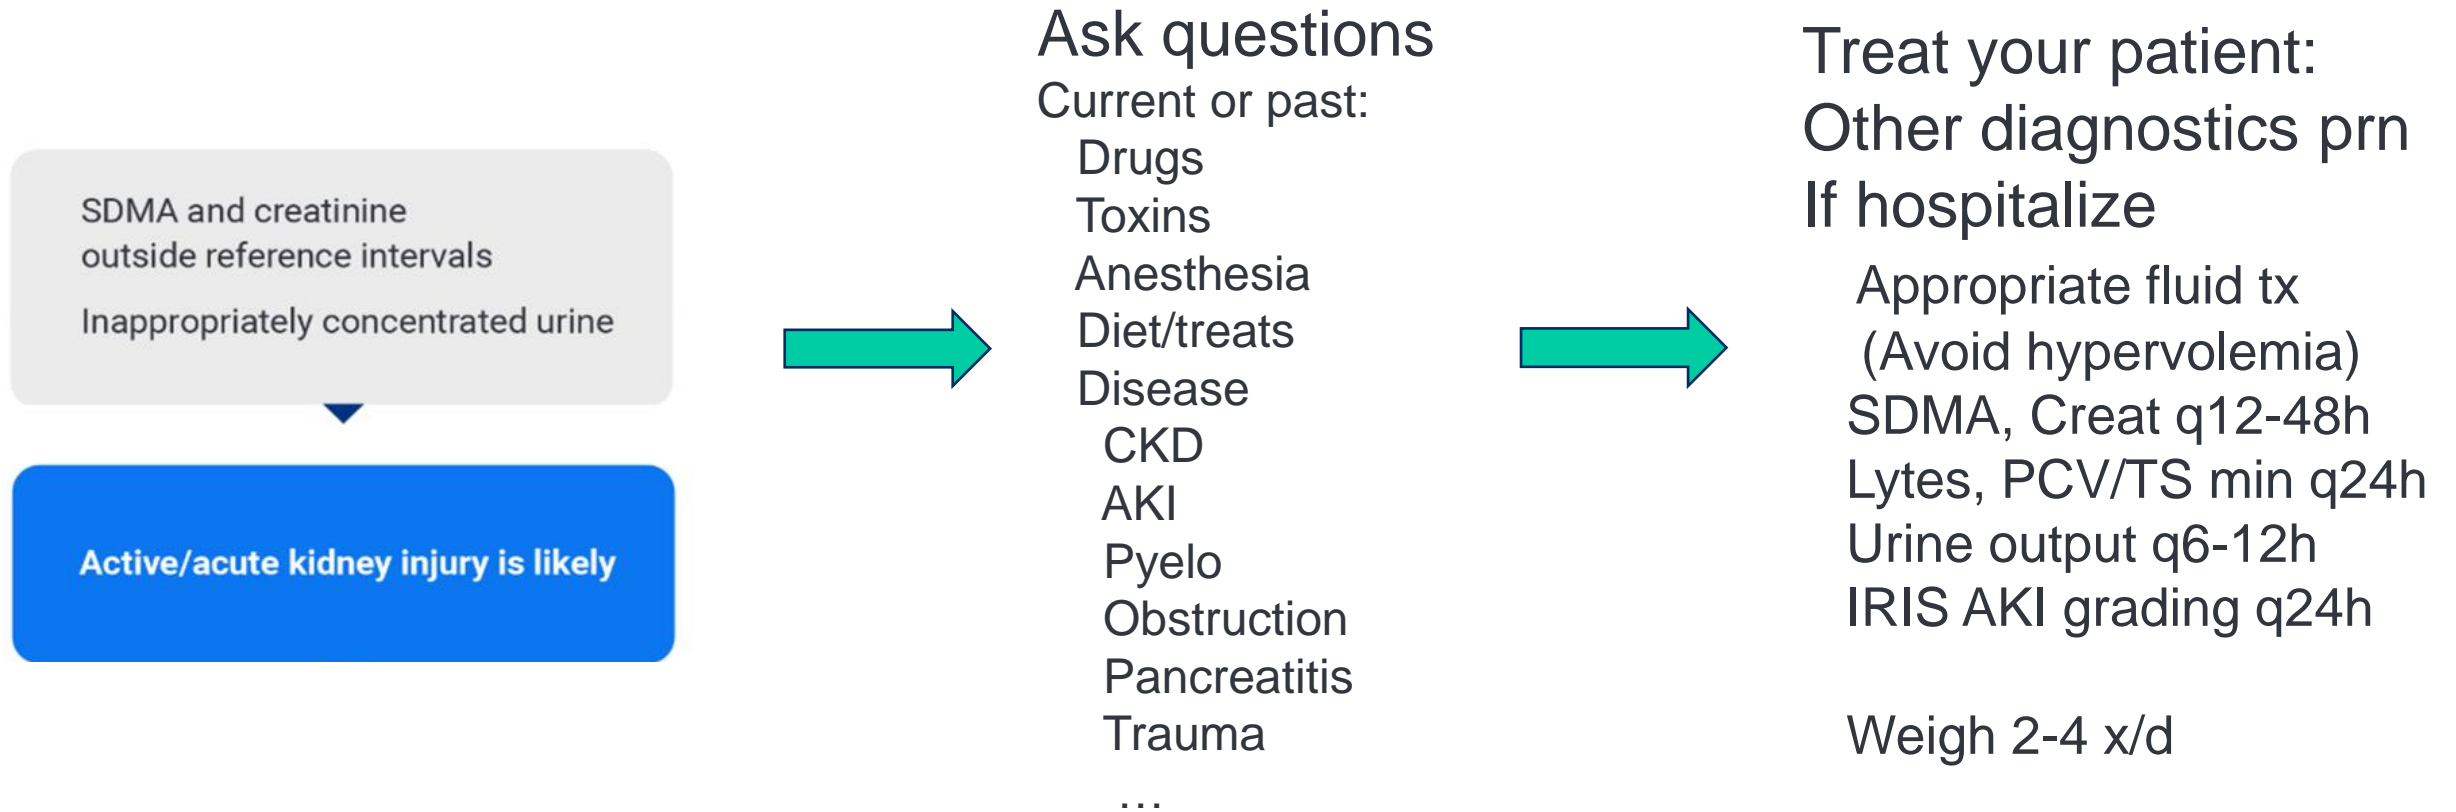 SDMA and creatinine
outside reference intervals
Inappropriately concentrated urine
Active/acute kidney injury is likely
Ask questions
Current or past:
Drugs
Toxins
Anesthesia
Diet/treats
Disease
CKD
AKI
Pyelo
Obstruction
Pancreatitis
Trauma
…
Treat your patient:
Other diagnostics prn
If hospitalize
Appropriate fluid tx
(Avoid hypervolemia)
SDMA, Creat q12-48h
Lytes, PCV/TS min q24h
Urine output q6-12h
IRIS AKI grading q24h
Weigh 2-4 x/d